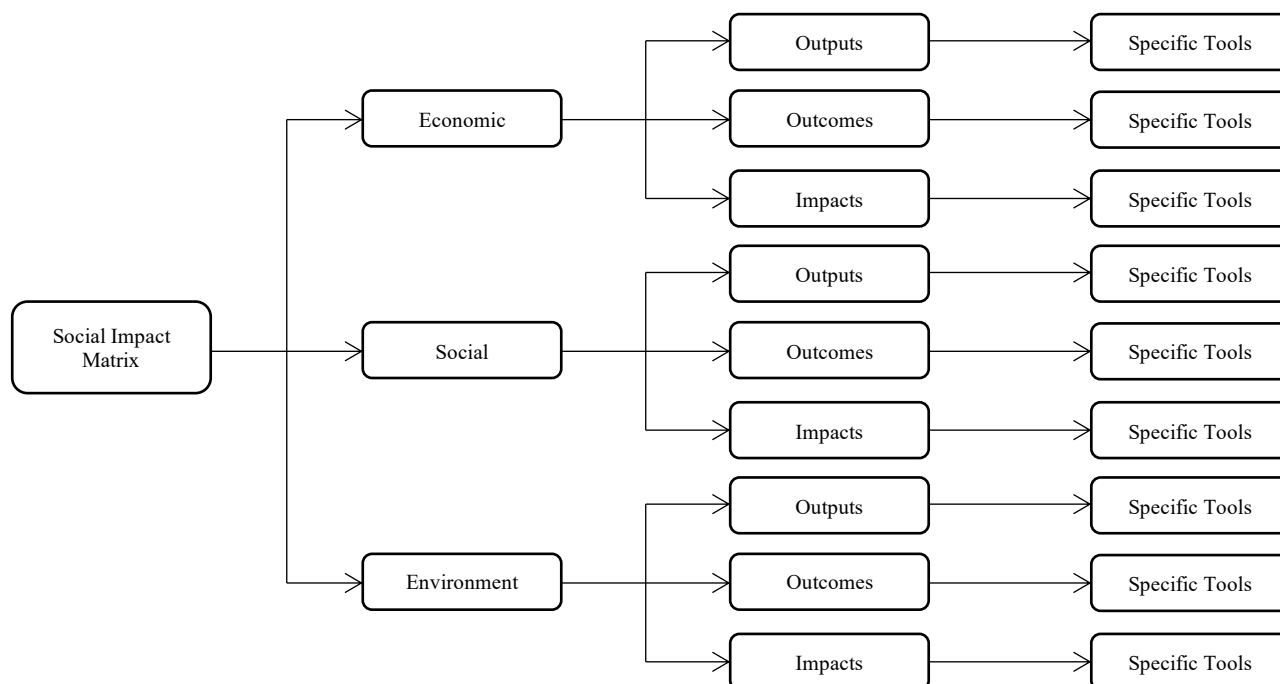 Outputs
Specific Tools
Economic
Outcomes
Specific Tools
Impacts
Specific Tools
Outputs
Specific Tools
Social Impact
Matrix
Social
Outcomes
Specific Tools
Impacts
Specific Tools
Outputs
Specific Tools
Environment
Outcomes
Specific Tools
Impacts
Specific Tools